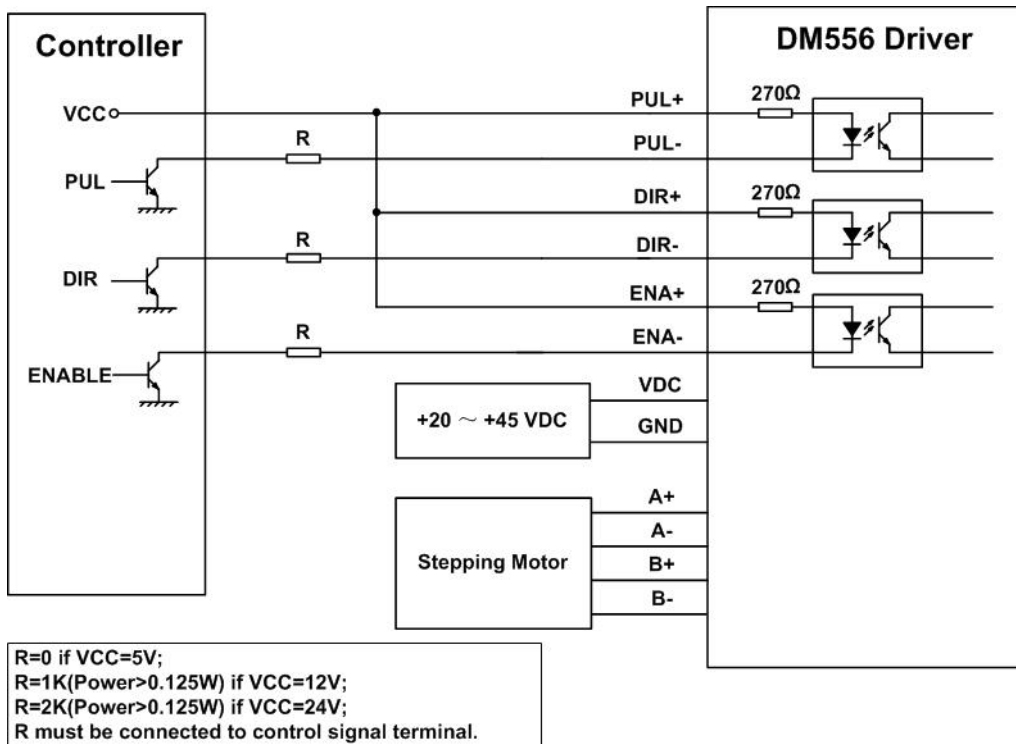 Controller
DM556 Driver
VCC
PUL+
270Ω
R
PUL-
PUL
DIR+
270Ω
R
DIR-
DIR
ENA+
270Ω
R
ENA-
ENABLE
VDC
+20 ～ +45 VDC
GND
A+
A-
Stepping Motor
B+
B-
R=0 if VCC=5V;
R=1K(Power>0.125W) if VCC=12V;
R=2K(Power>0.125W) if VCC=24V;
R must be connected to control signal terminal.